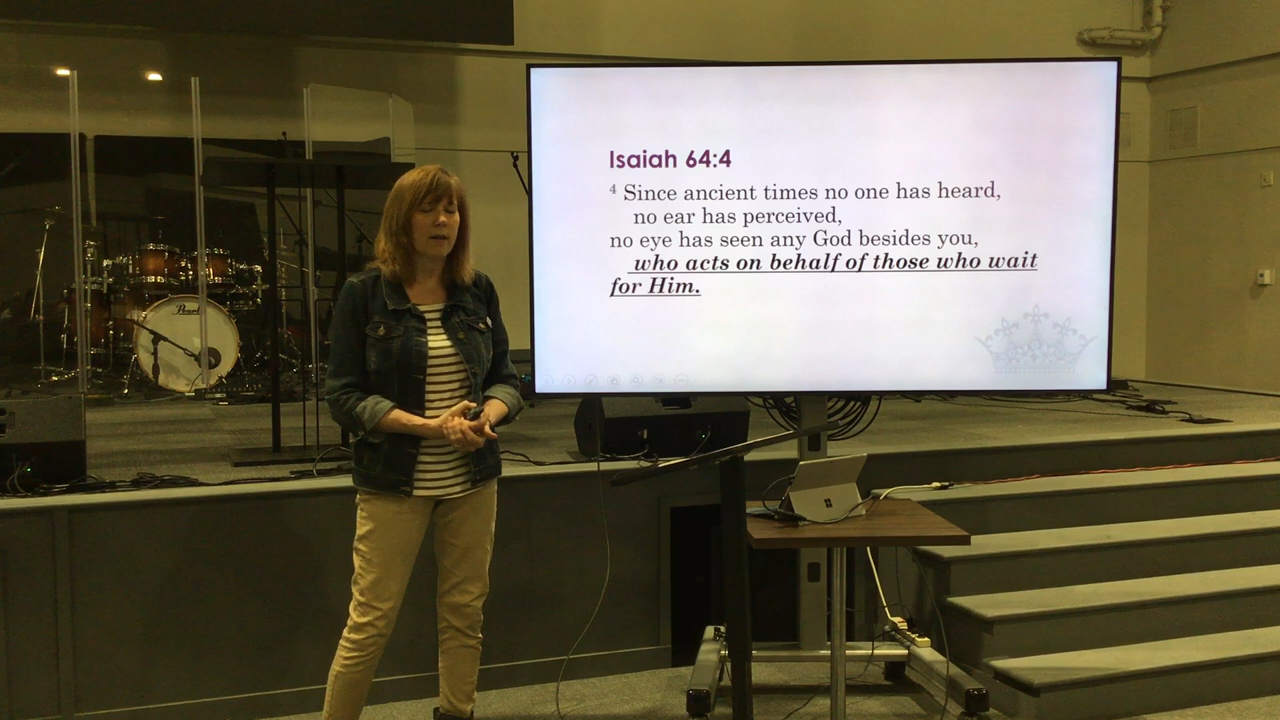 Isaiah 64:4
4 Since ancient times no one has heard,
no ear has perceived,
no eye has seen any God besides you,
who acts on behalf of those who wait
for Him.
Pearl